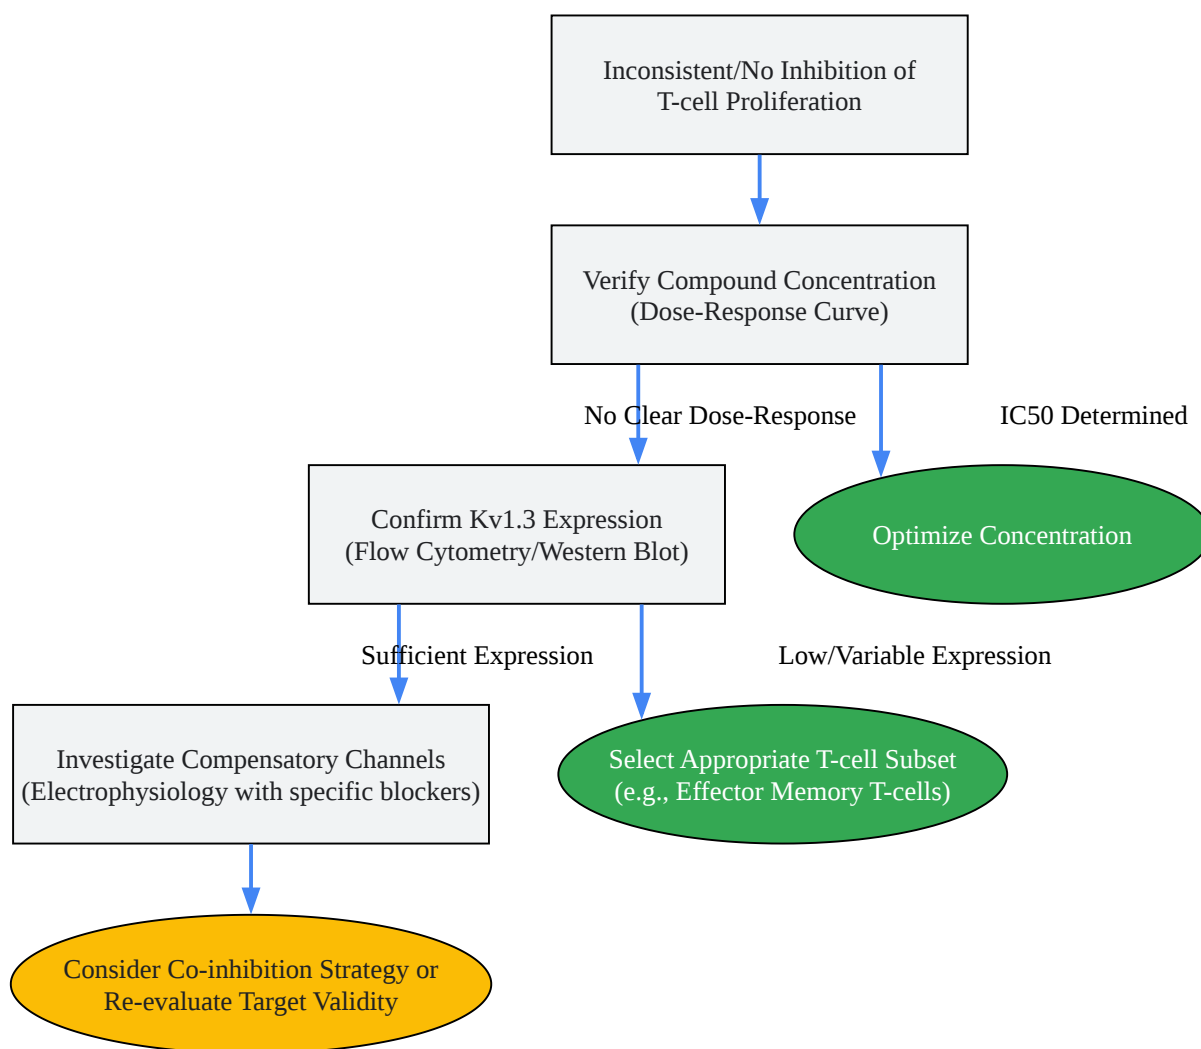 Inconsistent/No Inhibition of
T-cell Proliferation
Verify Compound Concentration
(Dose-Response Curve)
No Clear Dose-Response
IC50 Determined
Confirm Kv1.3 Expression
(Flow Cytometry/Western Blot)
Optimize Concentration
Sufficient Expression
Low/Variable Expression
Investigate Compensatory Channels
(Electrophysiology with specific blockers)
Select Appropriate T-cell Subset
(e.g., Effector Memory T-cells)
Consider Co-inhibition Strategy or
Re-evaluate Target Validity